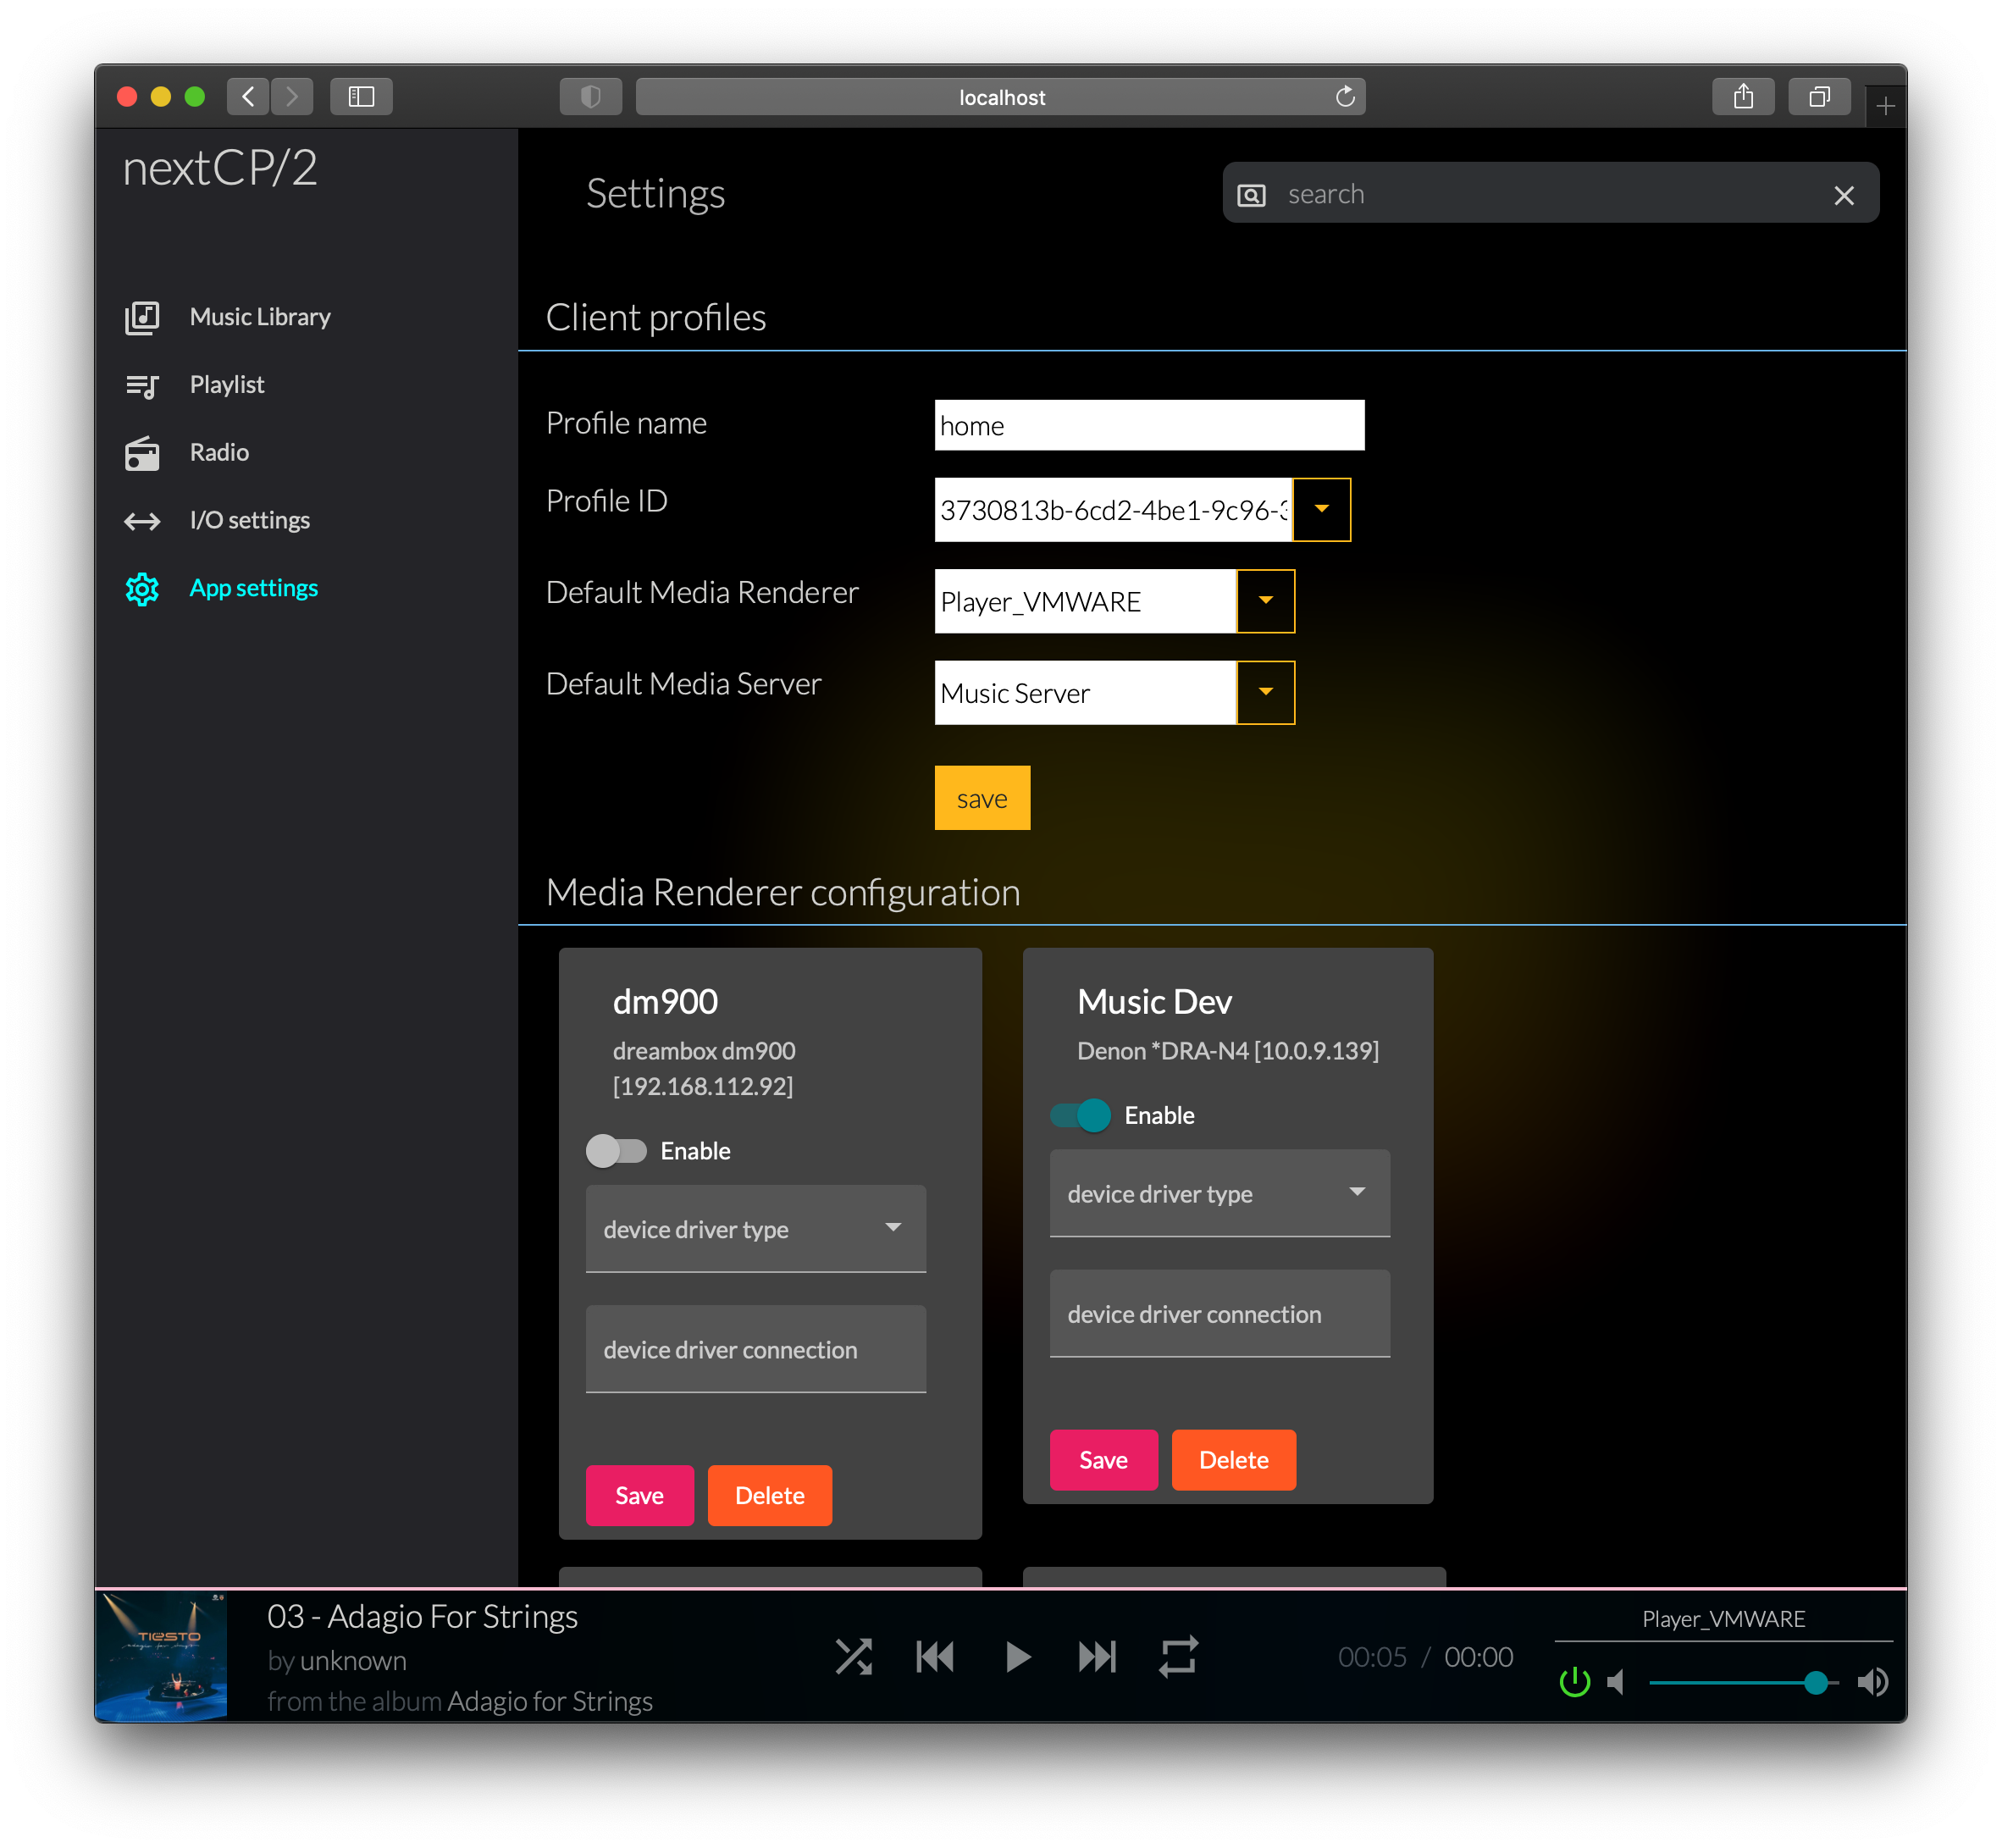 localhost
nextCP/2
Settings
search
Music Library
Playlist
Radio
I/O settings
App settings
Client profiles
Profile name
home
Profile ID
3730813b-6cd2-4be1-9c96-
Default Media Renderer
Player_VMWARE
Default Media Server
Music Server
save
Media Renderer configuration
dm900
dreambox dm900
[192.168.112.92]
Enable
device driver type
device driver connection
Save
Delete
Music Dev
Denon *DRA-N4 [10.0.9.139]
Enable
device driver type
device driver connection
Save
Delete
TIESTO
adagio for strings
03 - Adagio For Strings
by unknown
from the album Adagio for Strings
00:05 / 00:00
Player_VMWARE